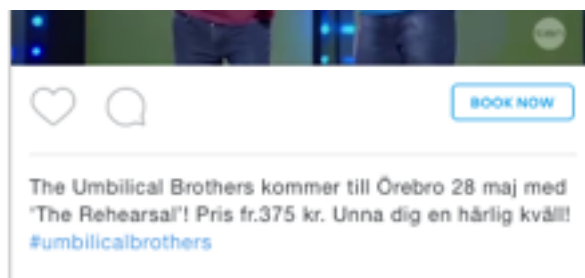 BOOK NOW
The Umbilical Brothers kommer till Örebro 28 maj med
'The Rehearsal'! Pris fr.375 kr. Unna dig en härlig kväll!
#umbilicalbrothers